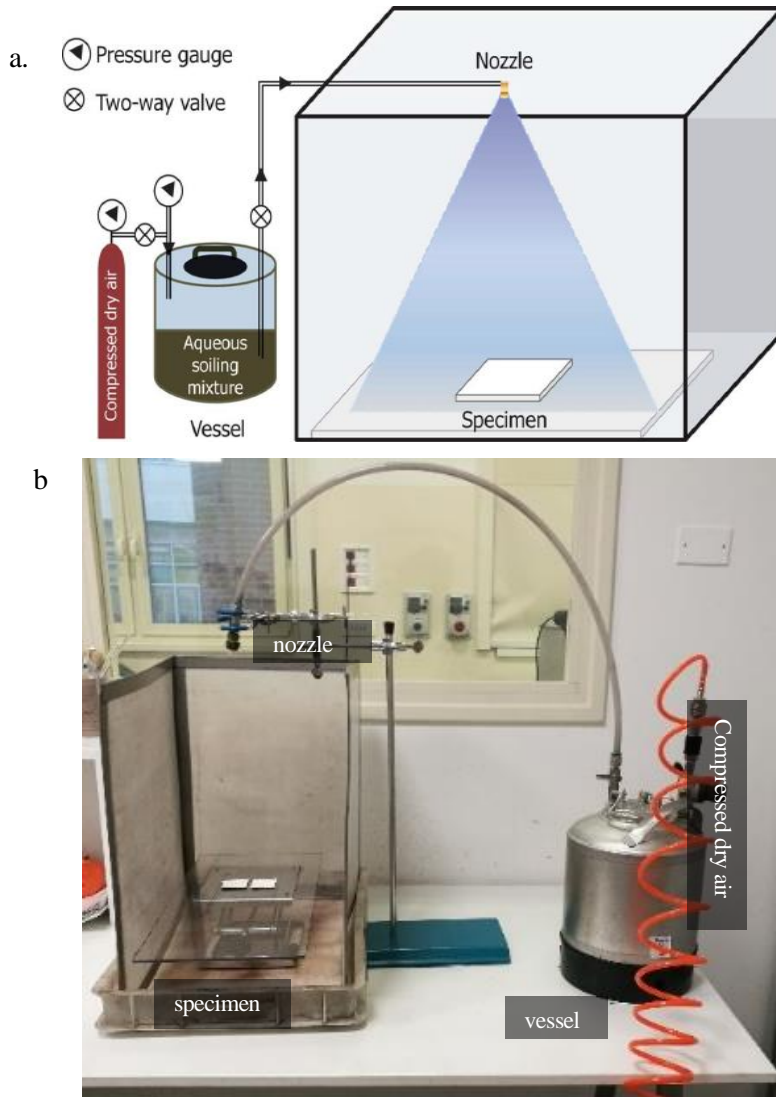 a.
Pressure gauge
Two-way valve
Nozzle
Compressed dry air
Aqueous
soiling
mixture
Vessel
Specimen
b
nozzle
Compressed dry air
specimen
vessel